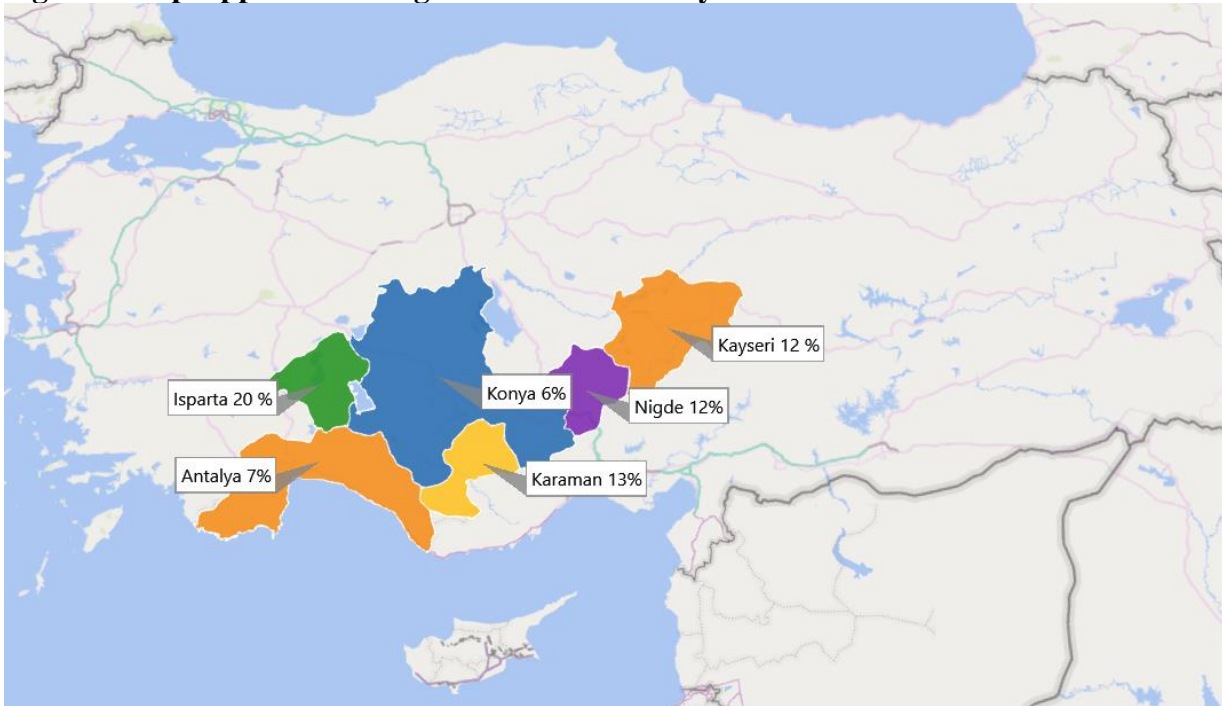 Kayseri 12 %
Isparta 20 %
Konya 6%
Nigde 12%
Antalya 7%
Karaman 13%